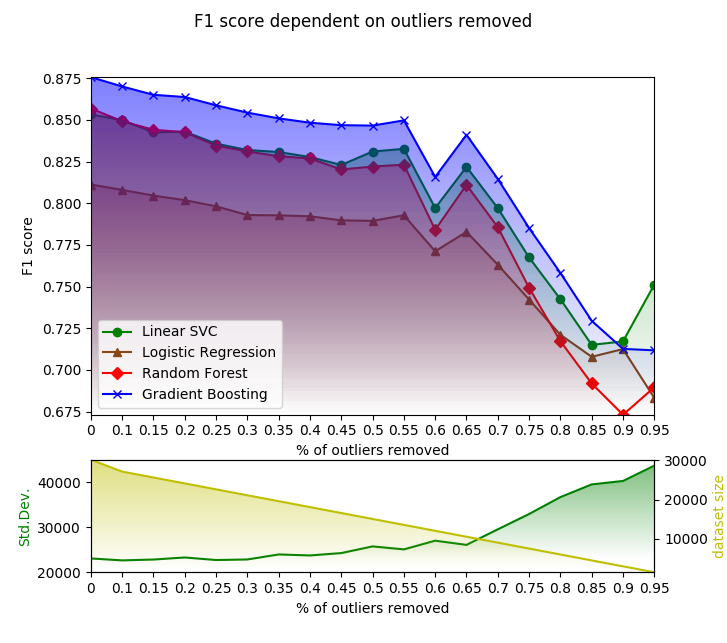 F1 score dependent on outliers removed
F1 score
0.875
0.850
0.825
0.800
0.775
0.750
0.725
0.700
0.675
Linear SVC
Logistic Regression
Random Forest
Gradient Boosting
0 0.1 0.15 0.2 0.25 0.3 0.35 0.4 0.45 0.5 0.55 0.6 0.65 0.7 0.75 0.8 0.85 0.9 0.95
% of outliers removed
Std.Dev.
40000
30000
20000
30000
20000
10000
dataset size
0 0.1 0.15 0.2 0.25 0.3 0.35 0.4 0.45 0.5 0.55 0.6 0.65 0.7 0.75 0.8 0.85 0.9 0.95
% of outliers removed